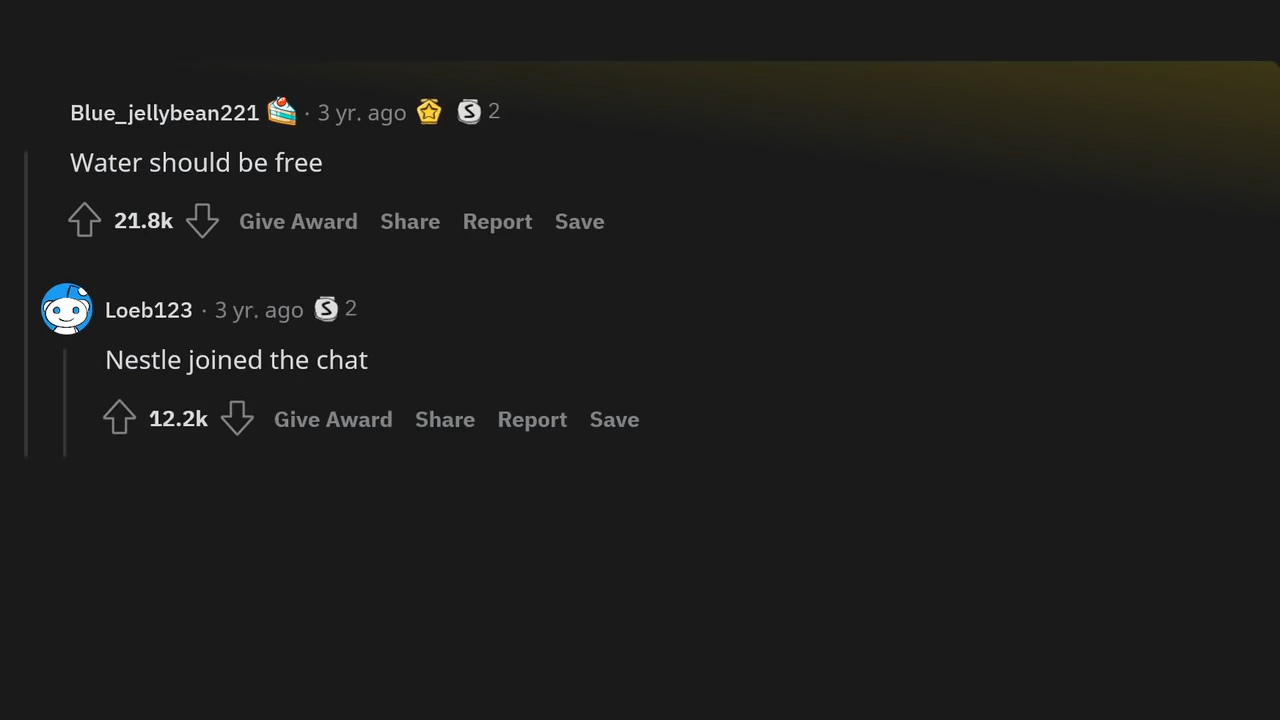 Blue_jellybean221 · 3 yr. ago S 2
Water should be free
21.8k Give Award Share Report Save
Loeb123 · 3 yr. ago S 2
Nestle joined the chat
12.2k Give Award Share Report Save